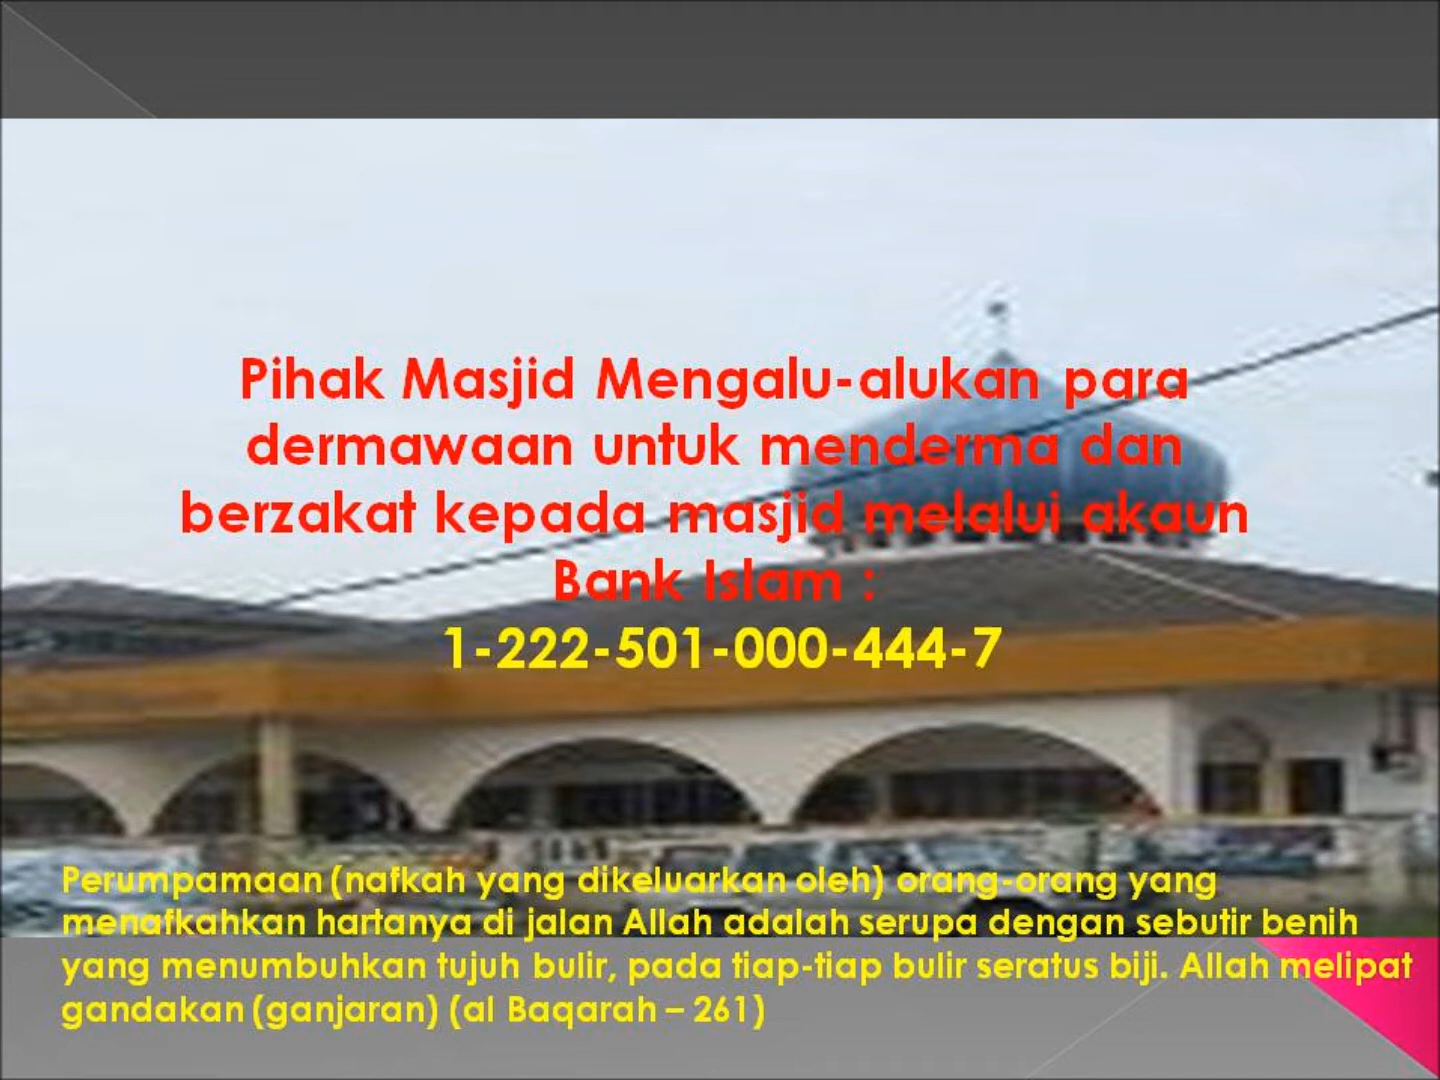 Pihak Masjid Mengalu-alukan para
dermawaan untuk menderma dan
berzakat kepada masjid melalui akaun
Bank Islam :
1-222-501-000-444-7
Perumpamaan (nafkah yang dikeluarkan oleh) orang-orang yang
menafkahkan hartanya di jalan Allah adalah serupa dengan sebutir benih
yang menumbuhkan tujuh bulir, pada tiap-tiap bulir seratus biji. Allah melipat
gandakan (ganjaran) (al Baqarah – 261)